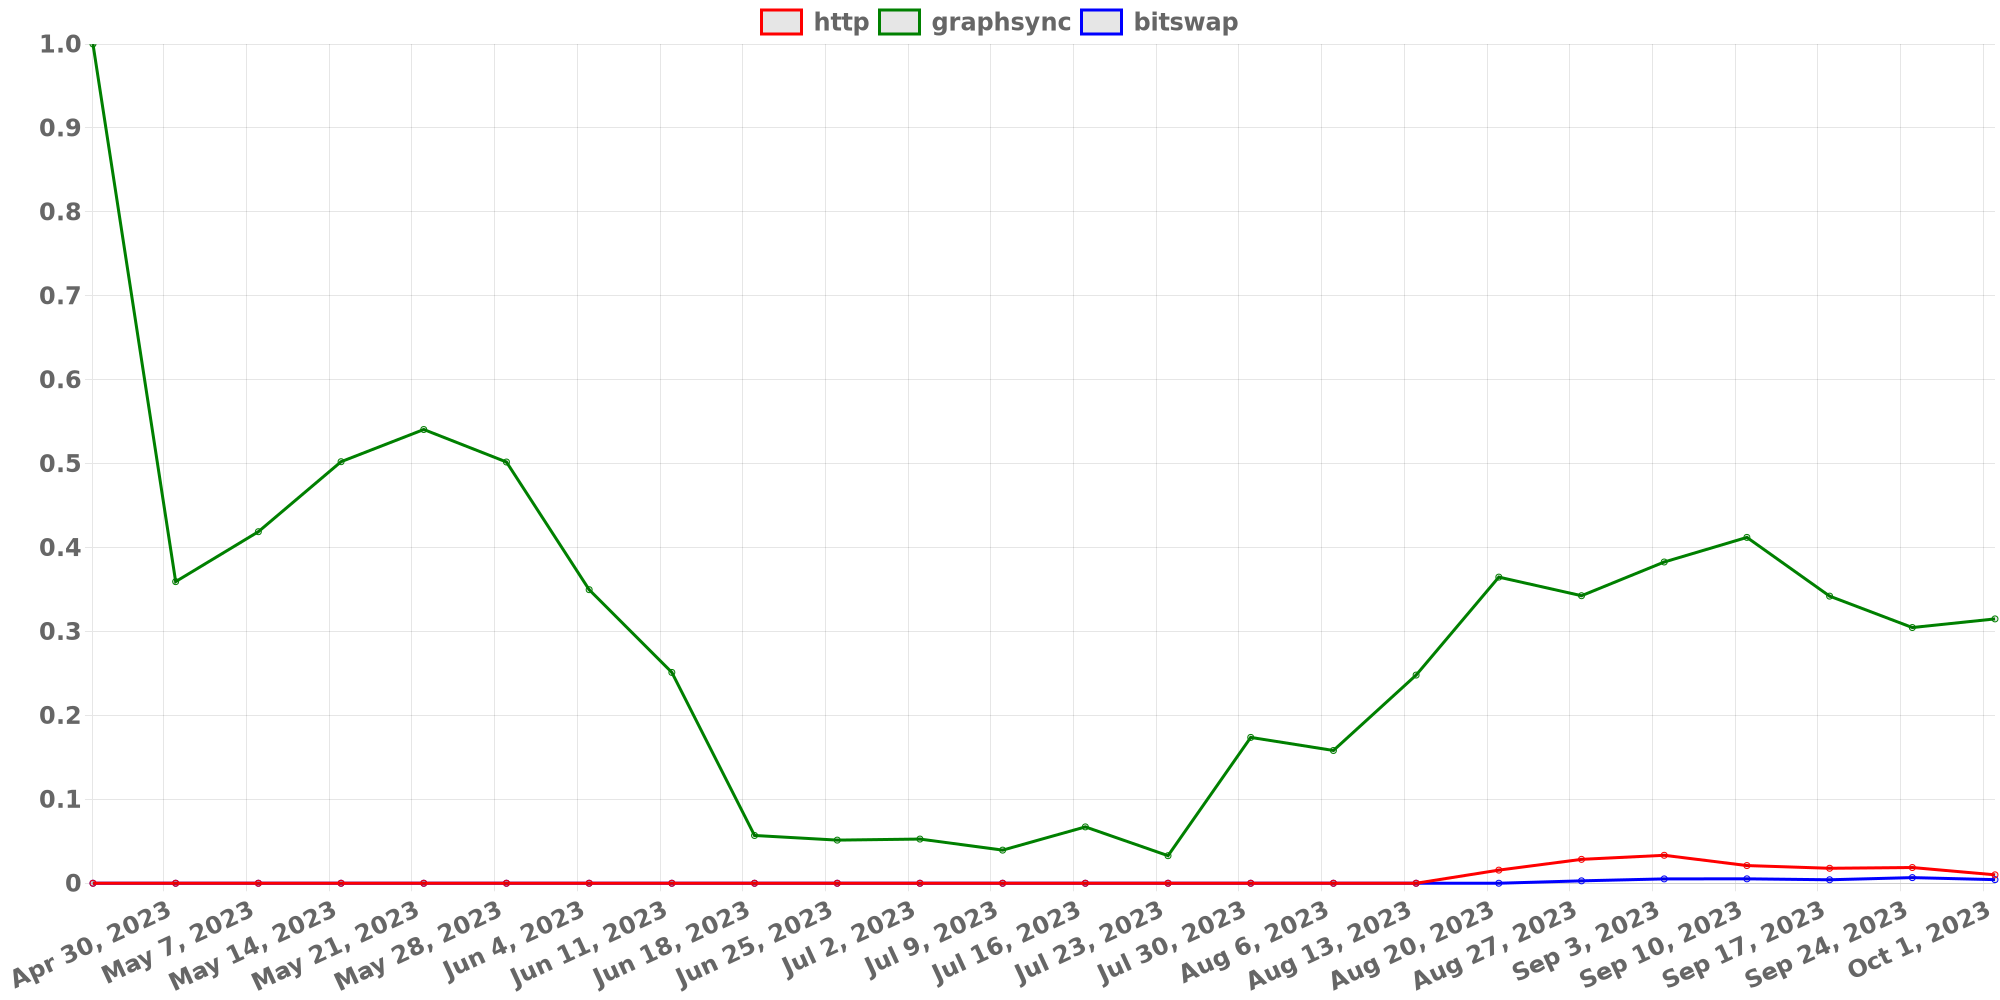 http graphsync bitswap
1.0
0.9
0.8
0.7
0.6
0.5
0.4
0.3
0.2
0.1
0
Apr 30, 2023
May 7, 2023
May 14, 2023
May 21, 2023
May 28, 2023
Jun 4, 2023
Jun 11, 2023
Jun 18, 2023
Jun 25, 2023
Jul 2, 2023
Jul 9, 2023
Jul 16, 2023
Jul 23, 2023
Jul 30, 2023
Aug 6, 2023
Aug 13, 2023
Aug 20, 2023
Aug 27, 2023
Sep 3, 2023
Sep 10, 2023
Sep 17, 2023
Sep 24, 2023
Oct 1, 2023